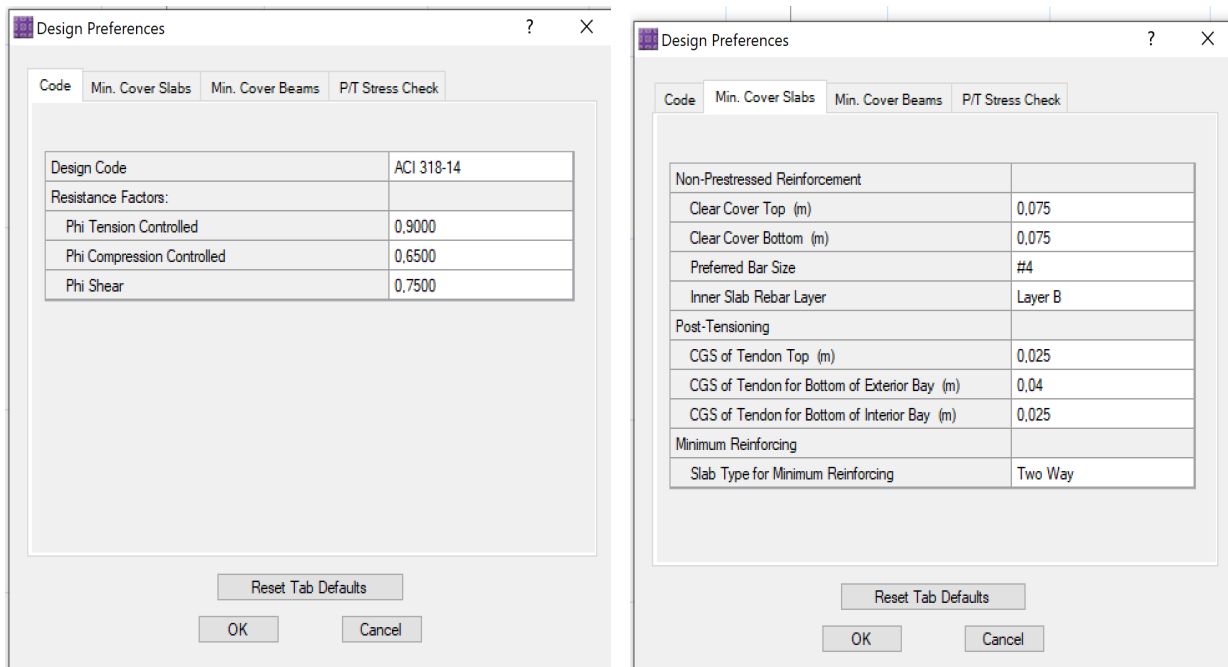 Design Preferences
? ×
Code Min. Cover Slabs Min. Cover Beams P/T Stress Check
Design Code ACI 318-14
Resistance Factors:
Phi Tension Controlled 0,9000
Phi Compression Controlled 0,6500
Phi Shear 0,7500
Reset Tab Defaults
OK Cancel
Design Preferences
? ×
Code Min. Cover Slabs Min. Cover Beams P/T Stress Check
Non-Prestressed Reinforcement
Clear Cover Top (m) 0,075
Clear Cover Bottom (m) 0,075
Preferred Bar Size #4
Inner Slab Rebar Layer Layer B
Post-Tensioning
CGS of Tendon Top (m) 0,025
CGS of Tendon for Bottom of Exterior Bay (m) 0,04
CGS of Tendon for Bottom of Interior Bay (m) 0,025
Minimum Reinforcing
Slab Type for Minimum Reinforcing Two Way
Reset Tab Defaults
OK Cancel